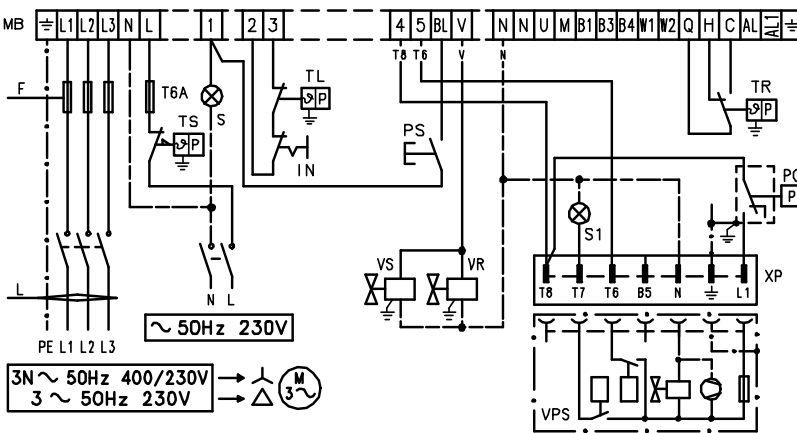 MB ⏚ L1 L2 L3 N L 1 2 3 4 5 BL V N N U M B1 B3 B4 W1 W2 Q H C AL AL1 ⏚
T8 T6 V N
F T6A S TL ϑ P TR ϑ P
TS ϑ P
PS
IN
P
S1
VS VR XP
L N L T8 T7 T6 B5 N ⏚ L1
∼ 50Hz 230V
PE L1 L2 L3
3N ∼ 50Hz 400/230V M
3 ∼ 50Hz 230V 3∼
VPS